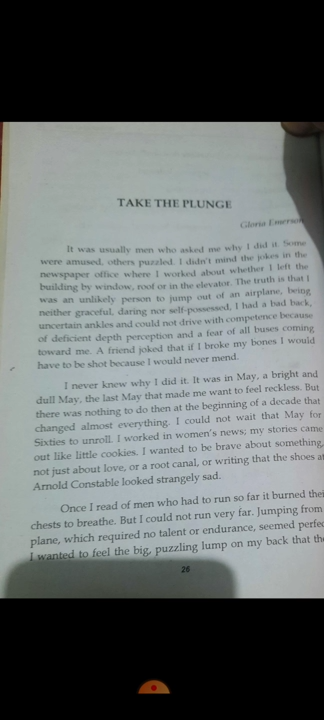 TAKE THE PLUNGE
Gloria Emerson
It was usually men who asked me why I did it. Some
were amused, others puzzled. I didn't mind the jokes in the
newspaper office where I worked about whether I left the
building by window, roof or in the elevator. The truth is that I
was an unlikely person to jump out of an airplane, being
neither graceful, daring nor self-possessed. I had a bad back,
uncertain ankles and could not drive with competence because
of deficient depth perception and a fear of all buses coming
toward me. A friend joked that if I broke my bones I would
have to be shot because I would never mend.
I never knew why I did it. It was in May, a bright and
dull May, the last May that made me want to feel reckless. But
there was nothing to do then at the beginning of a decade that
changed almost everything. I could not wait that May for
Sixties to unroll. I worked in women's news; my stories came
out like little cookies. I wanted to be brave about something,
not just about love, or a root canal, or writing that the shoes at
Arnold Constable looked strangely sad.
Once I read of men who had to run so far it burned thei
chests to breathe. But I could not run very far. Jumping from
plane, which required no talent or endurance, seemed perfec
I wanted to feel the big, puzzling lump on my back that the
26